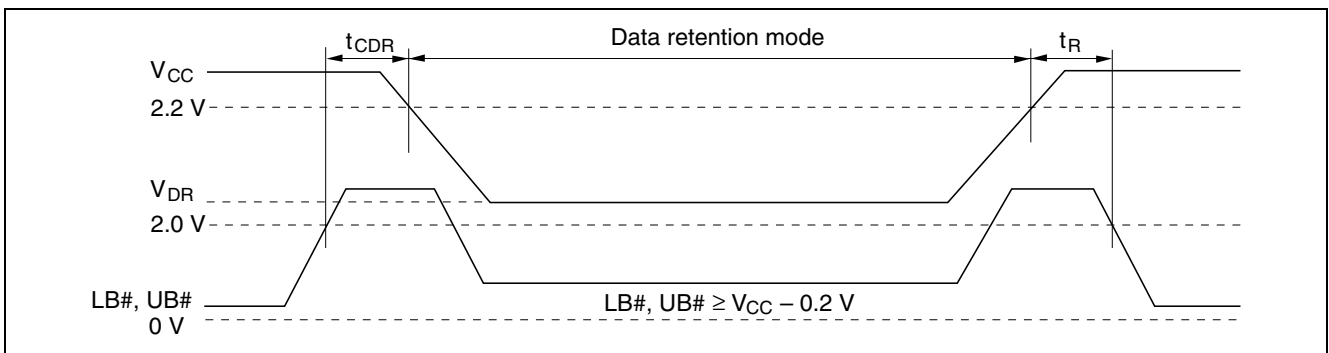 tCDR Data retention mode tR
VCC
2.2 V
VDR
2.0 V
LB#, UB#
LB#, UB# ≥ VCC – 0.2 V
0 V